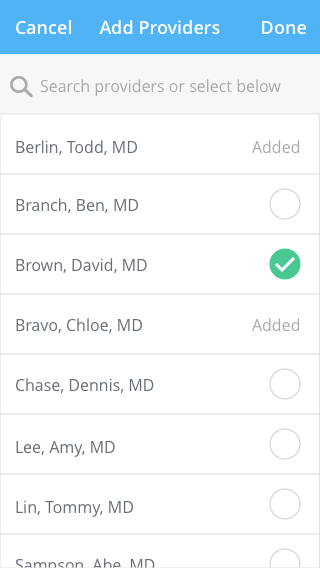 Cancel Add Providers Done
Search providers or select below
Berlin, Todd, MD Added
Branch, Ben, MD
Brown, David, MD
Bravo, Chloe, MD Added
Chase, Dennis, MD
Lee, Amy, MD
Lin, Tommy, MD
Sampson, Abe, MD